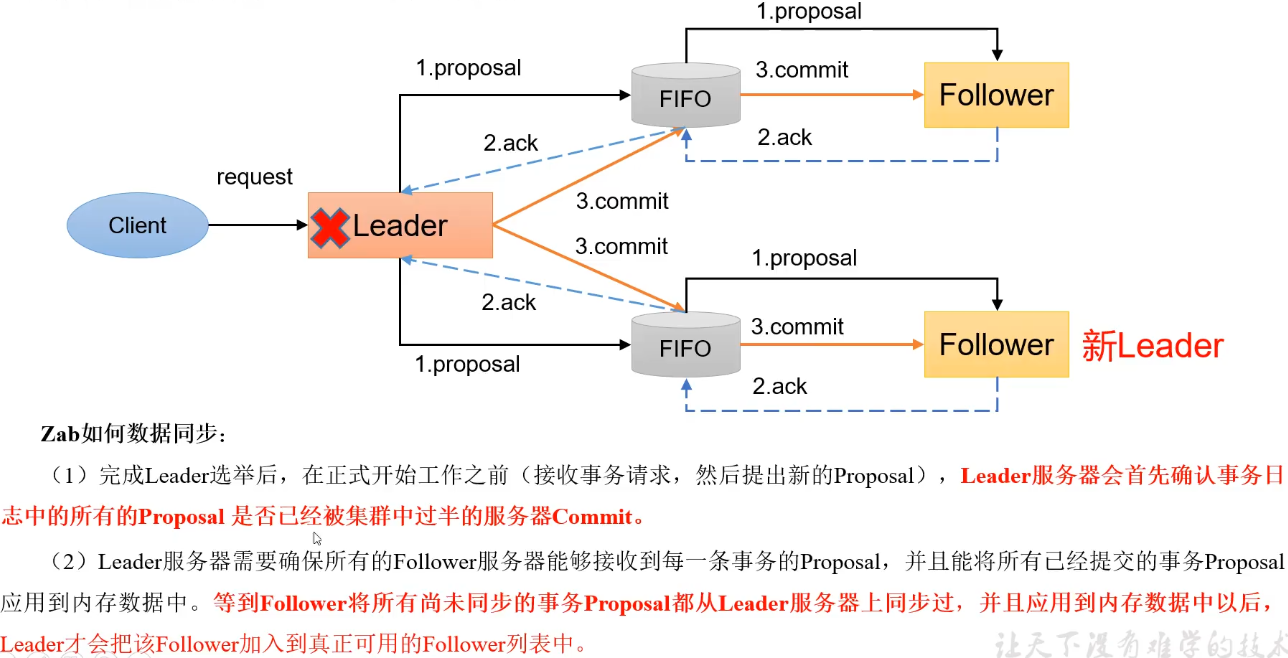 1.proposal
1.proposal
3.commit
FIFO
Follower
2.ack
2.ack
request
3.commit
Client
Leader
3.commit
1.proposal
2.ack
3.commit
FIFO
Follower
新Leader
1.proposal
2.ack
Zab如何数据同步：
（1）完成Leader选举后，在正式开始工作之前（接收事务请求，然后提出新的Proposal），Leader服务器会首先确认事务日
志中的所有的Proposal 是否已经被集群中过半的服务器Commit。
（2）Leader服务器需要确保所有的Follower服务器能够接收到每一条事务的Proposal，并且能将所有已经提交的事务Proposal
应用到内存数据中。等到Follower将所有尚未同步的事务Proposal都从Leader服务器上同步过，并且应用到内存数据中以后，
Leader才会把该Follower加入到真正可用的Follower列表中。
让天下没有难学的技术